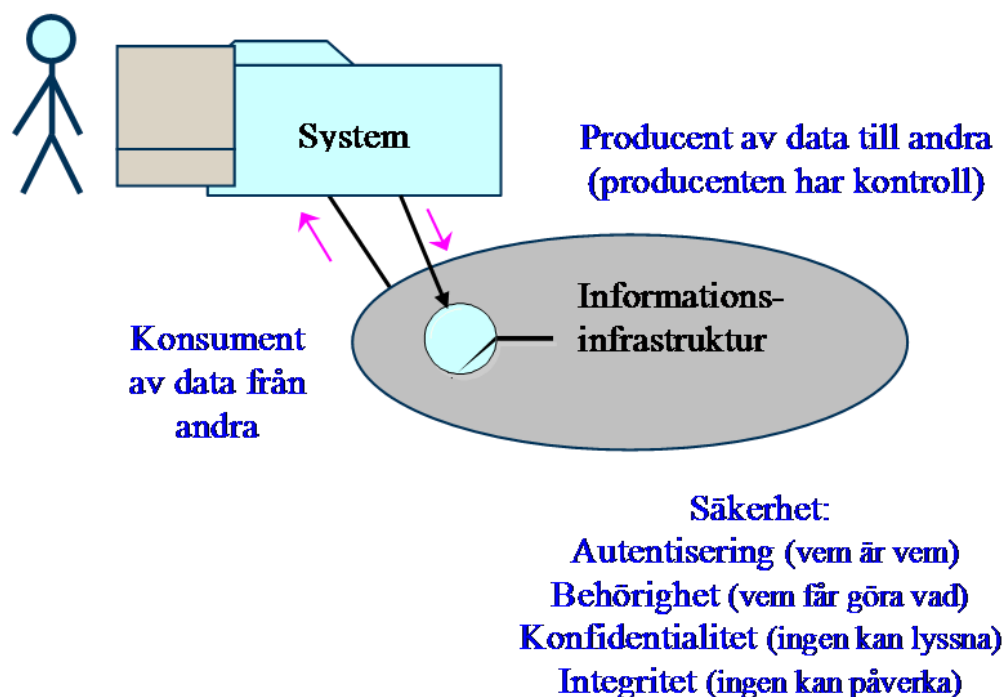 System
Producent av data till andra
(producenten har kontroll)
Informations-
infrastruktur
Konsument
av data från
andra
Säkerhet:
Autentisering (vem är vem)
Behörighet (vem får göra vad)
Konfidentialitet (ingen kan lyssna)
Integritet (ingen kan påverka)